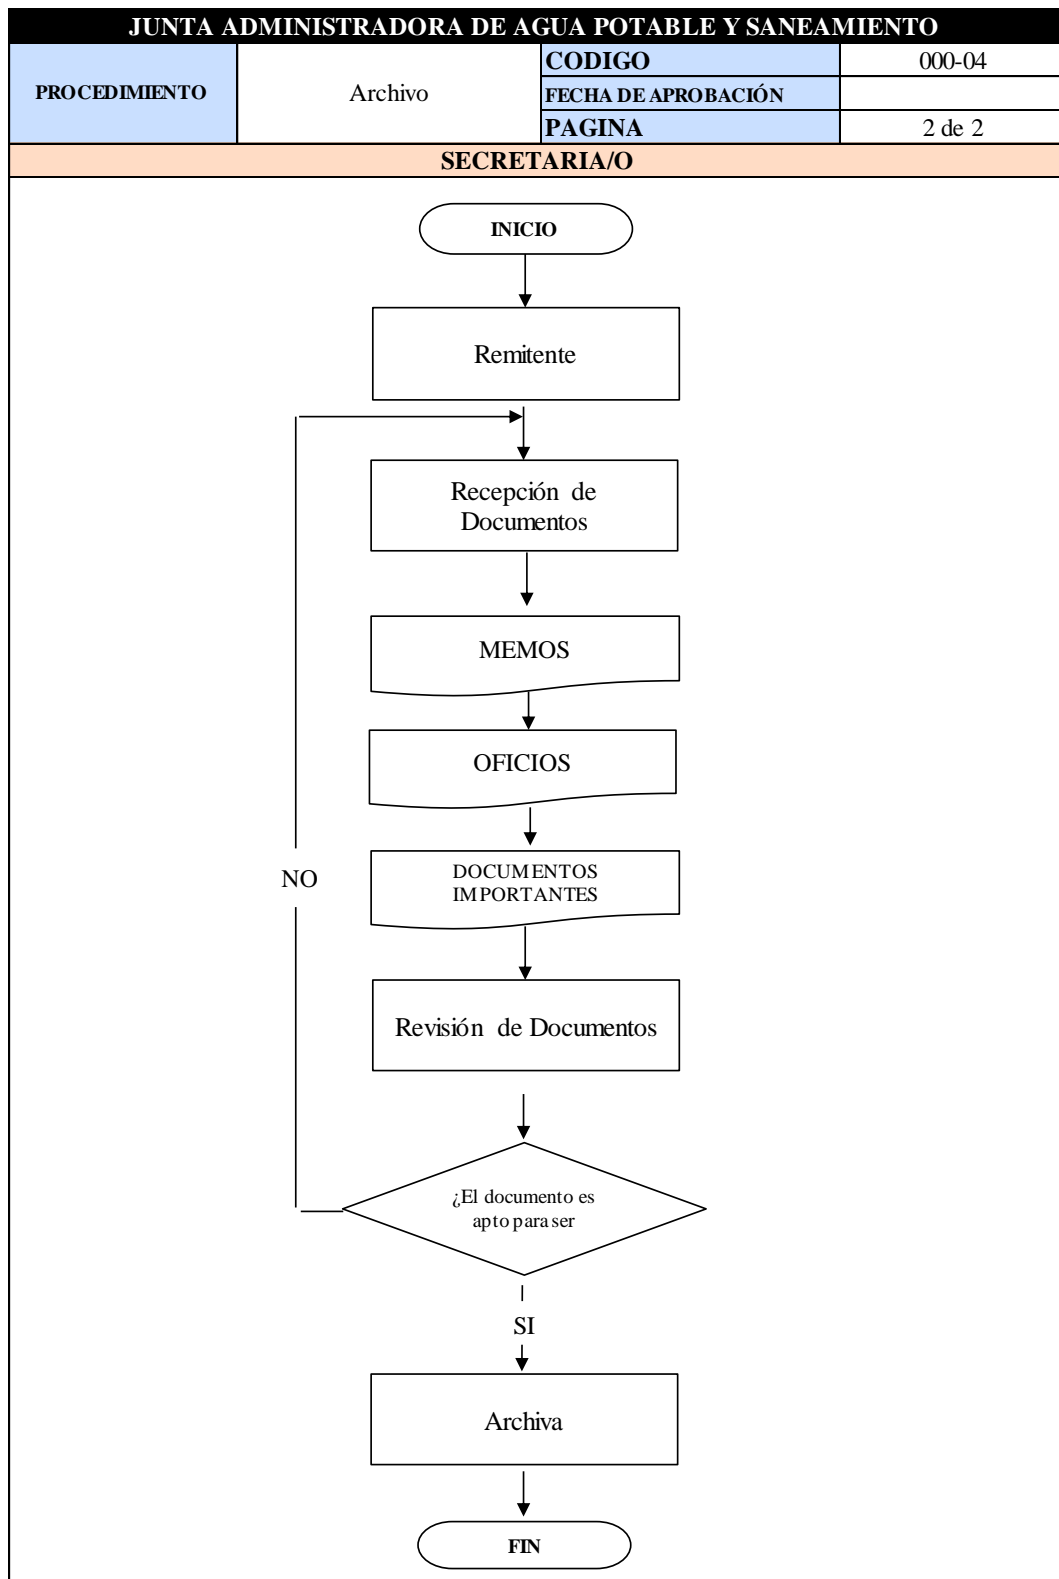 JUNTA ADMINISTRADORA DE AGUA POTABLE Y SANEAMIENTO
PROCEDIMIENTO
Archivo
CODIGO
000-04
FECHA DE APROBACIÓN
PAGINA
2 de 2
SECRETARIA/O
INICIO
Remitente
Recepción de
Documentos
MEMOS
OFICIOS
DOCUMENTOS
IMPORTANTES
NO
Revisión de Documentos
¿El documento es
apto para ser
SI
Archiva
FIN